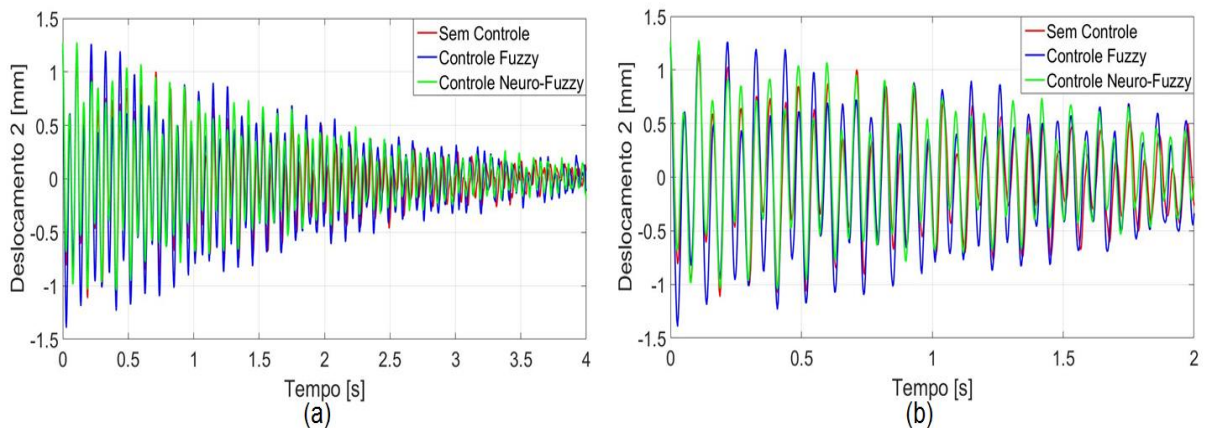 Deslocamento 2 [mm]
1.5
1
0.5
0
-0.5
-1
-1.5
Sem Controle
Controle Fuzzy
Controle Neuro-Fuzzy
0 0.5 1 1.5 2 2.5 3 3.5 4
Tempo [s]
(a)
Deslocamento 2 [mm]
1.5
1
0.5
0
-0.5
-1
-1.5
Sem Controle
Controle Fuzzy
Controle Neuro-Fuzzy
0 0.5 1 1.5 2
Tempo [s]
(b)